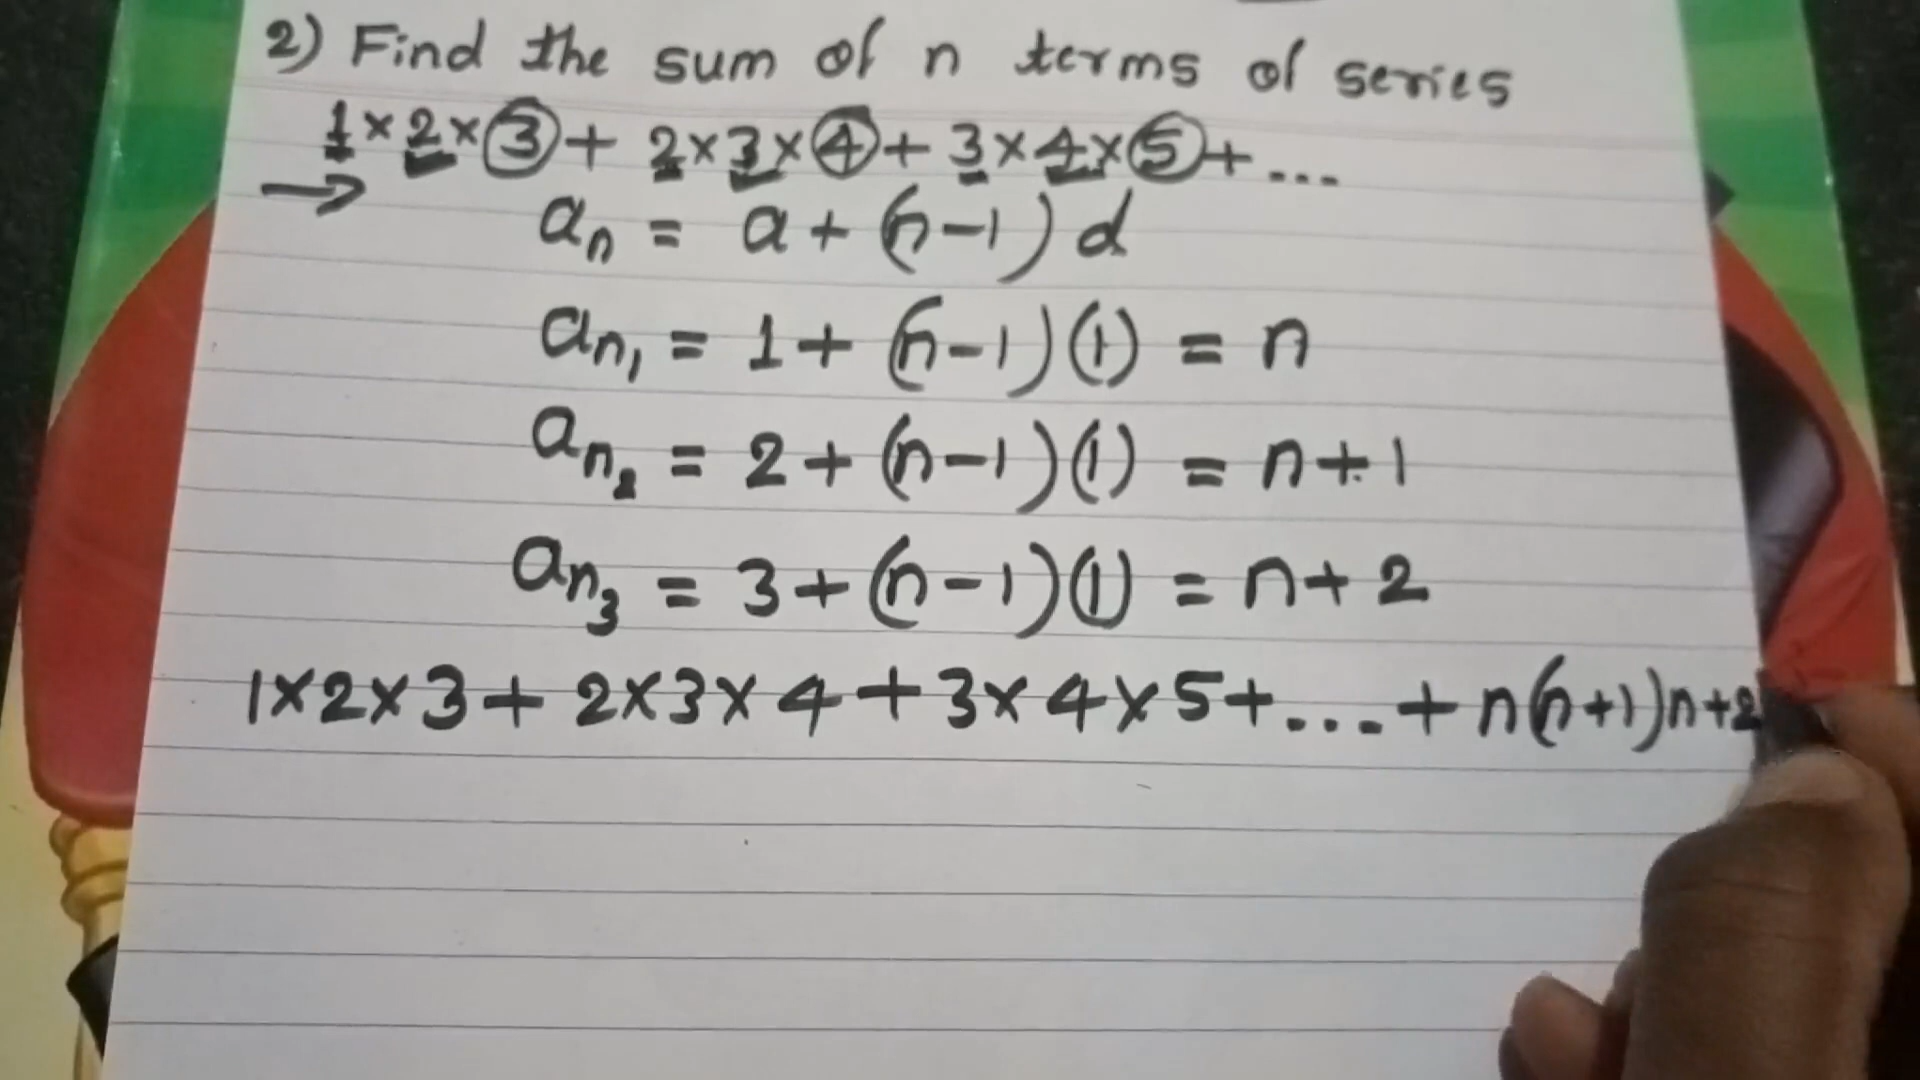 2) Find the sum of n terms of series
1×2×3+ 2×3×4+ 3×4×5+...
→ aₙ = a+(n-1)d
aₙ₁ = 1+(n-1)(1) = n
aₙ₂ = 2+(n-1)(1) = n+1
aₙ₃ = 3+(n-1)(1) = n+2
1×2×3+ 2×3×4+3×4×5+...+n(n+1)n+2